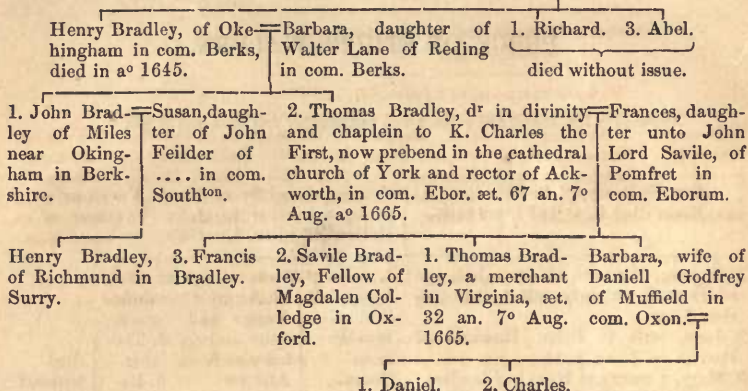 Henry Bradley, of Oke-
hingham in com. Berks,
died in aº 1645.
Barbara, daughter of
Walter Lane of Reding
in com. Berks.
1. Richard. 3. Abel.
died without issue.
1. John Brad-
ley of Miles
near Oking-
ham in Berk-
shire.
Susan, daugh-
ter of John
Feilder of
.... in com.
Southton.
2. Thomas Bradley, dr in divinity
and chaplein to K. Charles the
First, now prebend in the cathedral
church of York and rector of Ack-
worth, in com. Ebor. æt. 67 an. 7º
Aug. aº 1665.
Frances, daugh-
ter unto John
Lord Savile, of
Pomfret in
com. Eborum.
Henry Bradley,
of Richmund in
Surry.
3. Francis
Bradley.
2. Savile Brad-
ley, Fellow of
Magdalen Col-
ledge in Ox-
ford.
1. Thomas Brad-
ley, a merchant
in Virginia, æt.
32 an. 7º Aug.
1665.
Barbara, wife of
Daniell Godfrey
of Muffield in
com. Oxon.
1. Daniel. 2. Charles.